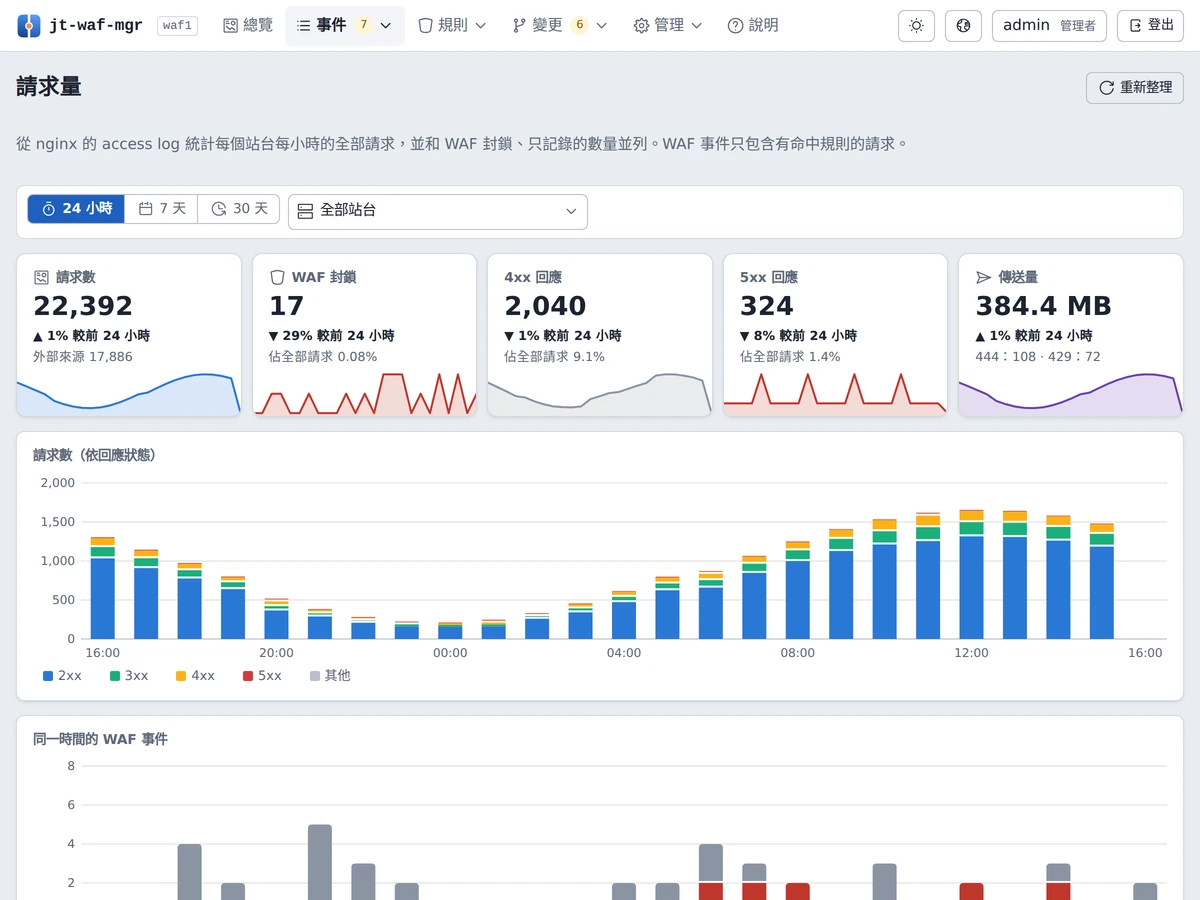 jt-waf-mgr waf1 總覽 事件 7 規則 變更 6 管理 說明 admin 管理者 登出
請求量
重新整理
從 nginx 的 access log 統計每個站台每小時的全部請求，並和 WAF 封鎖、只記錄的數量並列。WAF 事件只包含有命中規則的請求。
24 小時 7 天 30 天 全部站台
請求數
22,392
▲ 1% 較前 24 小時
外部來源 17,886
WAF 封鎖
17
▼ 29% 較前 24 小時
佔全部請求 0.08%
4xx 回應
2,040
▼ 1% 較前 24 小時
佔全部請求 9.1%
5xx 回應
324
▼ 8% 較前 24 小時
佔全部請求 1.4%
傳送量
384.4 MB
▲ 1% 較前 24 小時
444：108 · 429：72
請求數（依回應狀態）
2,000
1,500
1,000
500
0
16:00 20:00 00:00 04:00 08:00 12:00 16:00
2xx 3xx 4xx 5xx 其他
同一時間的 WAF 事件
8
6
4
2